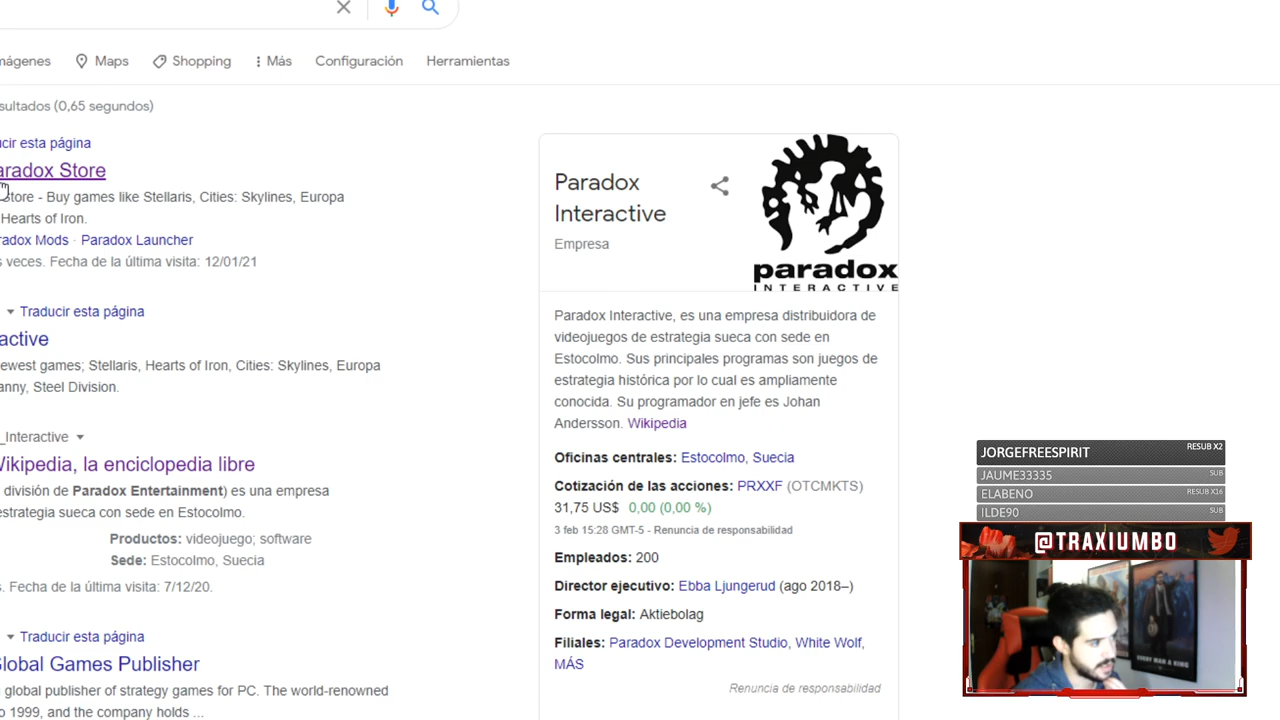 mágenes
Maps
Shopping
Más
Configuración
Herramientas
sultados (0,65 segundos)
cir esta página
aradox Store
Store - Buy games like Stellaris, Cities: Skylines, Europa
Hearts of Iron.
radox Mods · Paradox Launcher
s veces. Fecha de la última visita: 12/01/21
Traducir esta página
active
ewest games; Stellaris, Hearts of Iron, Cities: Skylines, Europa
anny, Steel Division.
_Interactive
Wikipedia, la enciclopedia libre
división de Paradox Entertainment) es una empresa
estrategia sueca con sede en Estocolmo.
Productos: videojuego; software
Sede: Estocolmo, Suecia
s. Fecha de la última visita: 7/12/20.
Traducir esta página
Global Games Publisher
global publisher of strategy games for PC. The world-renowned
o 1999, and the company holds ...
Paradox
Interactive
Empresa
paradox
INTERACTIVE
Paradox Interactive, es una empresa distribuidora de
videojuegos de estrategia sueca con sede en
Estocolmo. Sus principales programas son juegos de
estrategia histórica por lo cual es ampliamente
conocida. Su programador en jefe es Johan
Andersson. Wikipedia
Oficinas centrales: Estocolmo, Suecia
Cotización de las acciones: PRXXF (OTCMKTS)
31,75 US$ 0,00 (0,00 %)
3 feb 15:28 GMT-5 - Renuncia de responsabilidad
Empleados: 200
Director ejecutivo: Ebba Ljungerud (ago 2018–)
Forma legal: Aktiebolag
Filiales: Paradox Development Studio, White Wolf,
MÁS
Renuncia de responsabilidad
JORGEFREESPIRIT RESUB X2
JAUME33335 SUB
ELABENO RESUB X16
ILDE90 SUB
@TRAXIUMBO
EVERY MAN A KING